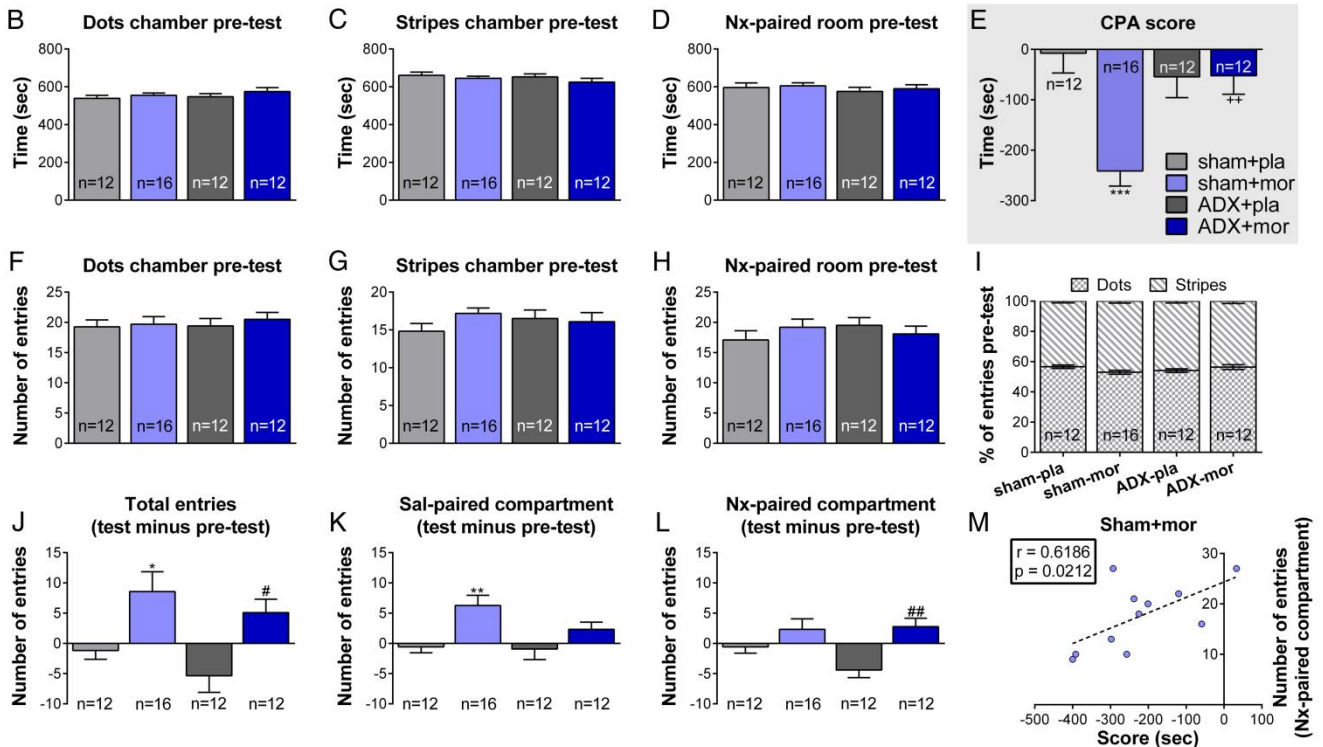 B
Dots chamber pre-test
Time (sec)
800
600
400
200
0
n=12
n=16
n=12
n=12
C
Stripes chamber pre-test
Time (sec)
800
600
400
200
0
n=12
n=16
n=12
n=12
D
Nx-paired room pre-test
Time (sec)
800
600
400
200
0
n=12
n=16
n=12
n=12
E
CPA score
Time (sec)
0
-100
-200
-300
n=12
n=16
n=12
n=12
***
++
sham+pla
sham+mor
ADX+pla
ADX+mor
F
Dots chamber pre-test
Number of entries
25
20
15
10
5
0
n=12
n=16
n=12
n=12
G
Stripes chamber pre-test
Number of entries
20
15
10
5
0
n=12
n=16
n=12
n=12
H
Nx-paired room pre-test
Number of entries
25
20
15
10
5
0
n=12
n=16
n=12
n=12
I
Dots
Stripes
% of entries pre-test
100
80
60
40
20
0
n=12
n=16
n=12
n=12
sham-pla
sham-mor
ADX-pla
ADX-mor
J
Total entries
(test minus pre-test)
Number of entries
15
10
5
0
-5
-10
*
#
n=12
n=16
n=12
n=12
K
Sal-paired compartment
(test minus pre-test)
Number of entries
15
10
5
0
-5
-10
**
n=12
n=16
n=12
n=12
L
Nx-paired compartment
(test minus pre-test)
Number of entries
15
10
5
0
-5
-10
##
n=12
n=16
n=12
n=12
M
Sham+mor
r = 0.6186
p = 0.0212
30
20
10
Number of entries
(Nx-paired compartment)
-500
-400
-300
-200
-100
0
100
Score (sec)